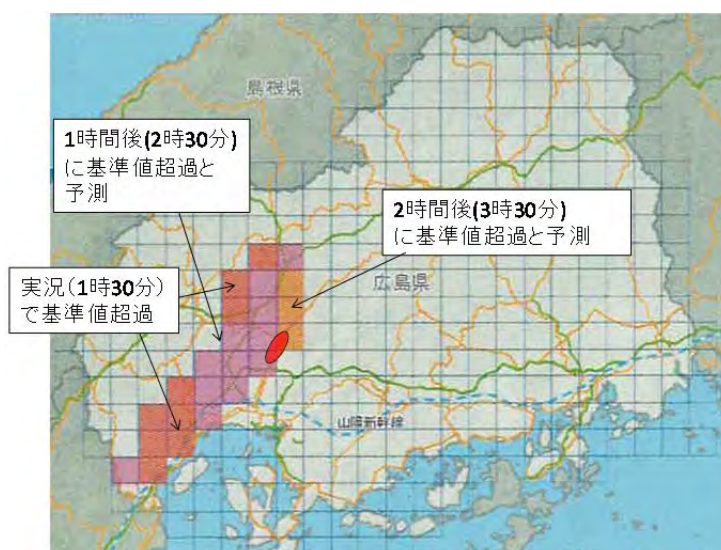 島根県
1時間後(2時30分)
に基準値超過と
予測
2時間後(3時30分)
に基準値超過と予測
実況(1時30分)
で基準値超過
広島県
山陽新幹線